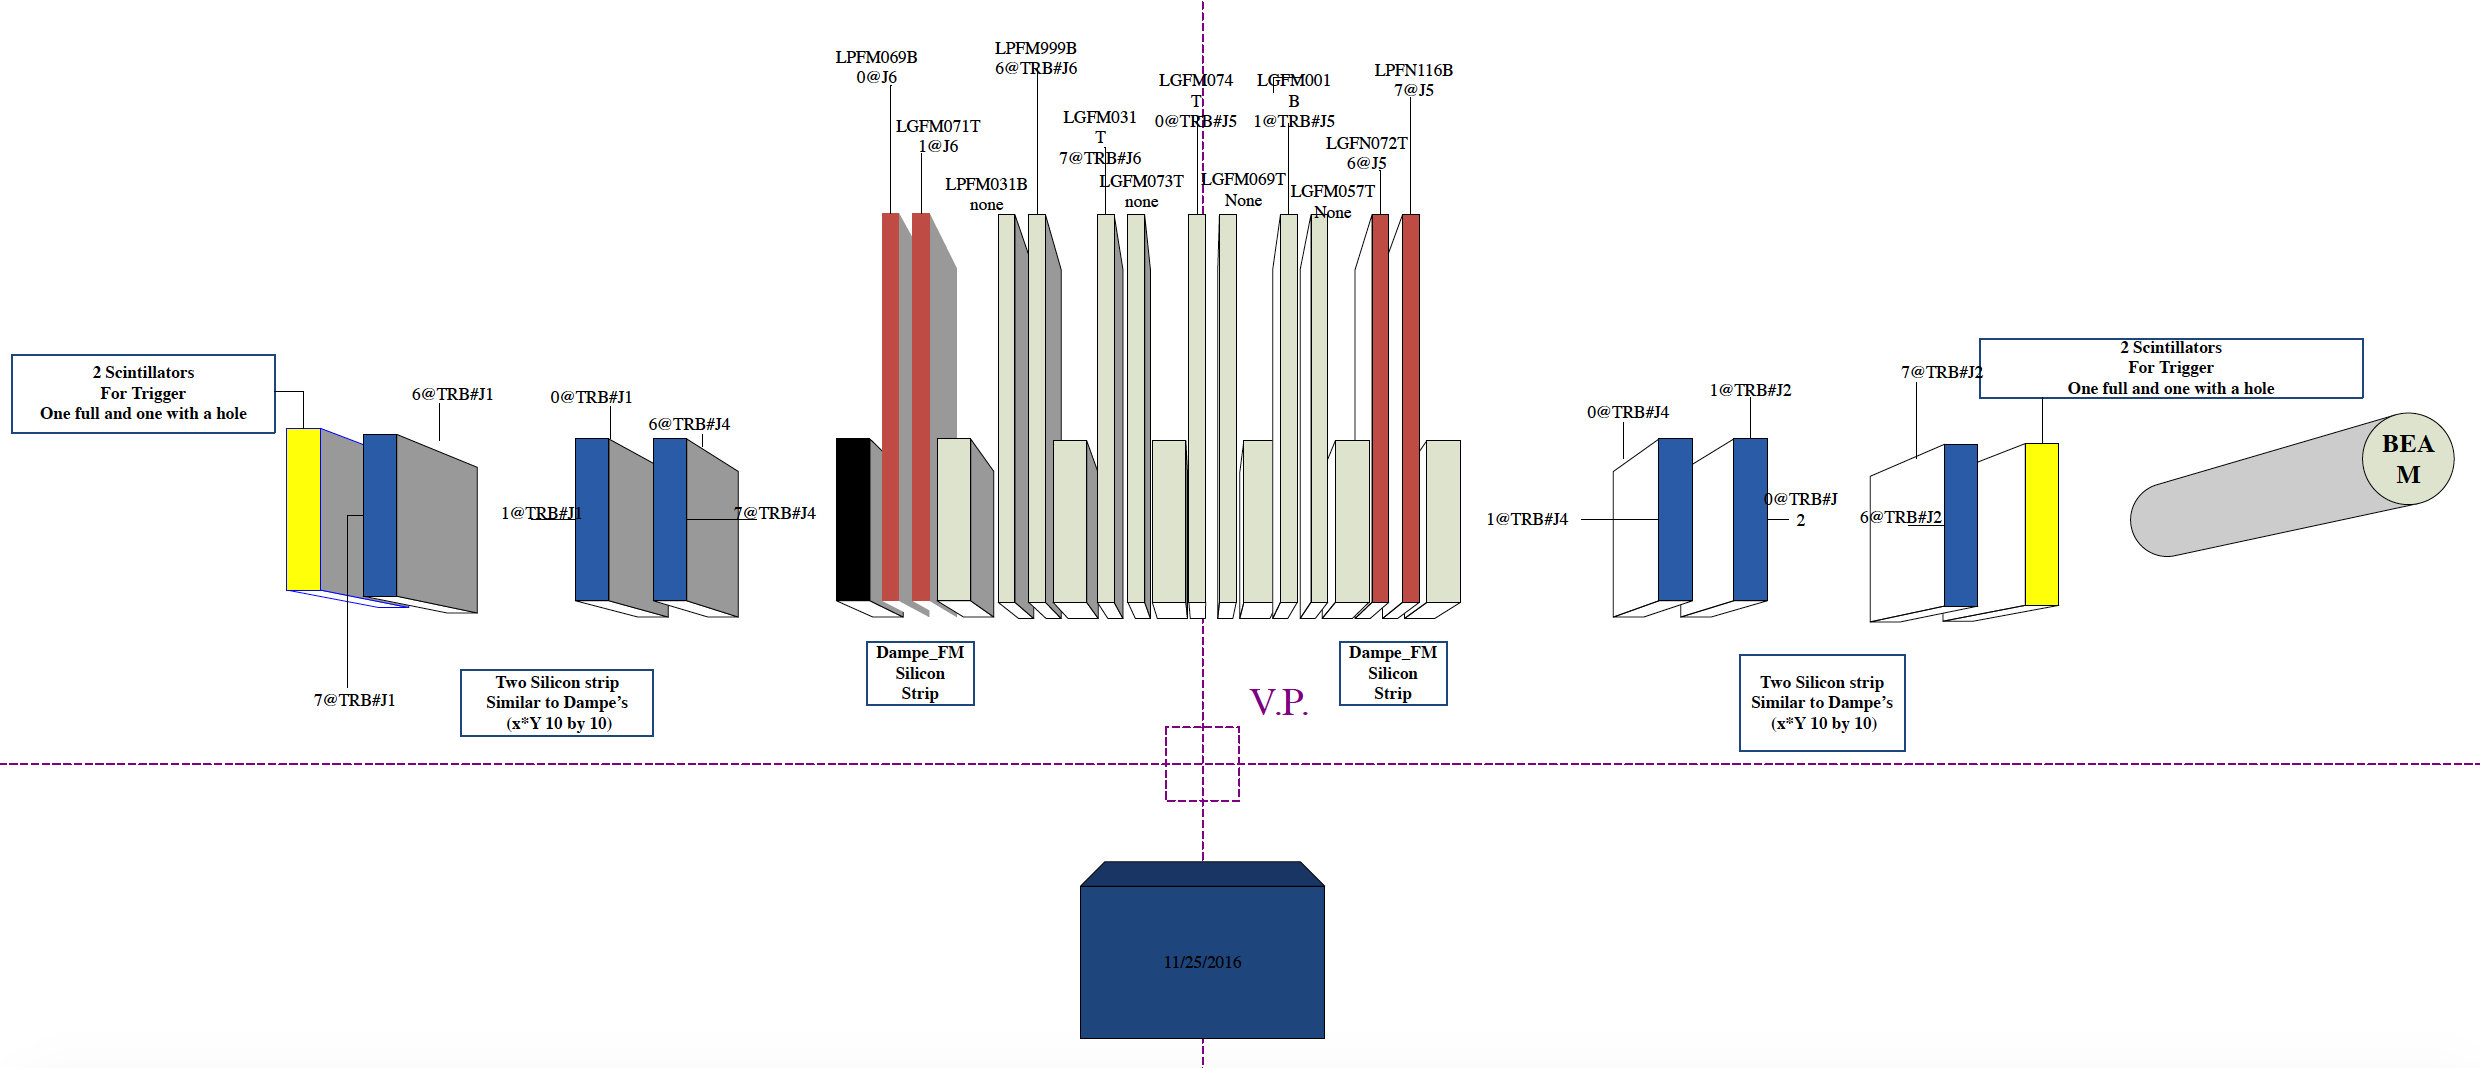 LPFM069B
0@J6
LGFM071T
1@J6
LPFM031B
none
LPFM999B
6@TRB#J6
LGFM031
T
7@TRB#J6
LGFM073T
none
LGFM074
T
0@TRB#J5
LGFM069T
None
LGFM001
B
1@TRB#J5
LGFM057T
None
LGFN072T
6@J5
LPFN116B
7@J5
2 Scintillators
For Trigger
One full and one with a hole
6@TRB#J1
7@TRB#J1
0@TRB#J1
1@TRB#J1
6@TRB#J4
7@TRB#J4
1@TRB#J4
0@TRB#J4
1@TRB#J2
0@TRB#J
2
7@TRB#J2
6@TRB#J2
2 Scintillators
For Trigger
One full and one with a hole
BEA
M
Two Silicon strip
Similar to Dampe’s
(x*Y 10 by 10)
Dampe_FM
Silicon
Strip
V.P.
Dampe_FM
Silicon
Strip
Two Silicon strip
Similar to Dampe’s
(x*Y 10 by 10)
11/25/2016